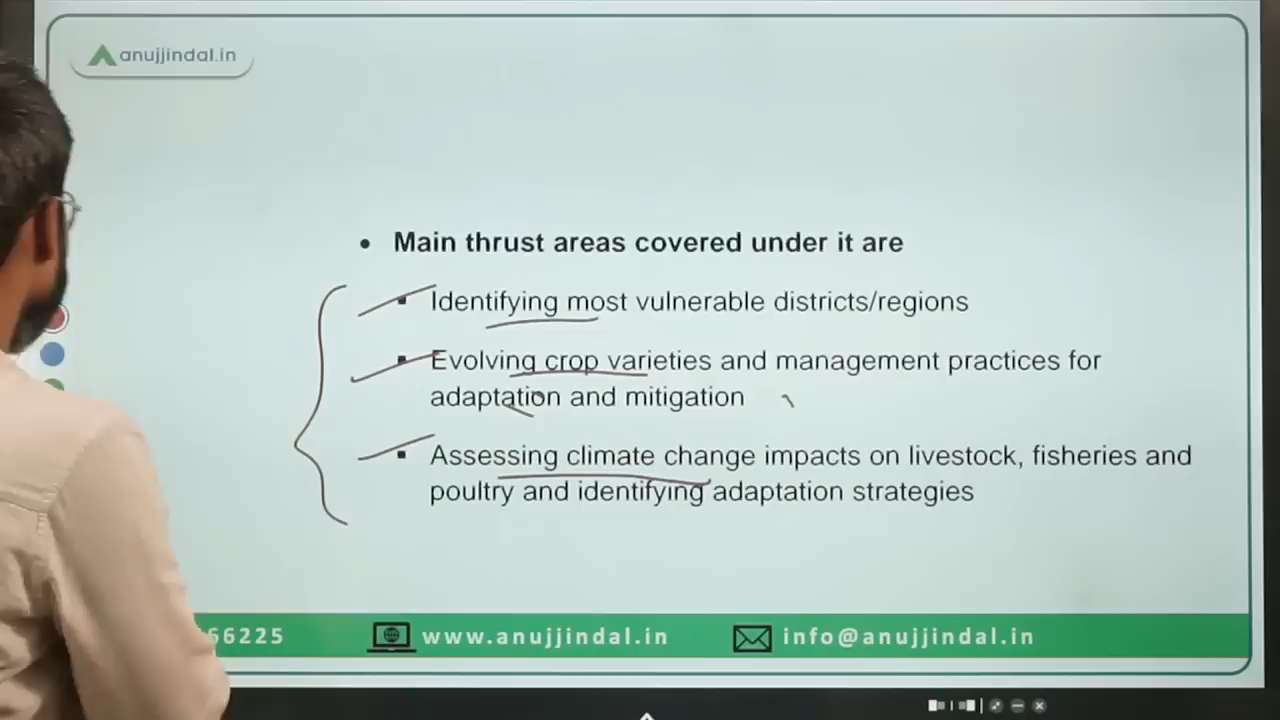 anujjindal.in
• Main thrust areas covered under it are
▪ Identifying most vulnerable districts/regions
▪ Evolving crop varieties and management practices for
adaptation and mitigation
▪ Assessing climate change impacts on livestock, fisheries and
poultry and identifying adaptation strategies
66225
www.anujjindal.in
info@anujjindal.in